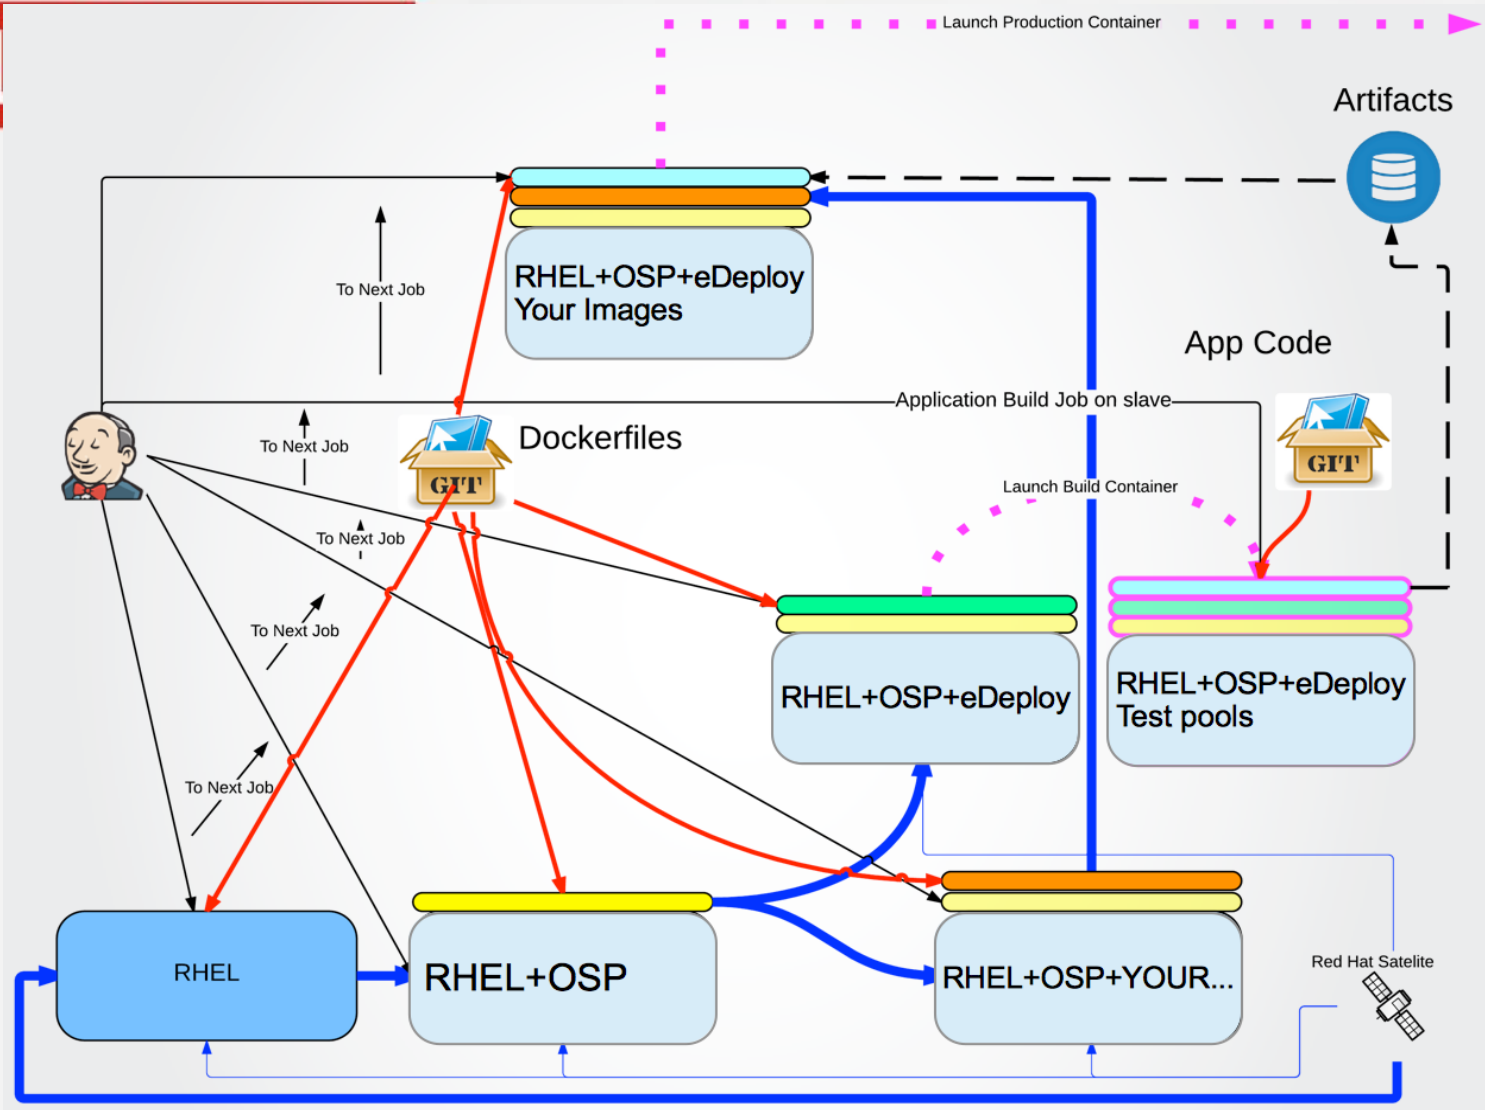 Launch Production Container
Artifacts
RHEL+OSP+eDeploy
Your Images
To Next Job
App Code
Application Build Job on slave
Dockerfiles
To Next Job
GIT
GIT
Launch Build Container
To Next Job
To Next Job
RHEL+OSP+eDeploy
RHEL+OSP+eDeploy
Test pools
To Next Job
Red Hat Satelite
RHEL
RHEL+OSP
RHEL+OSP+YOUR...